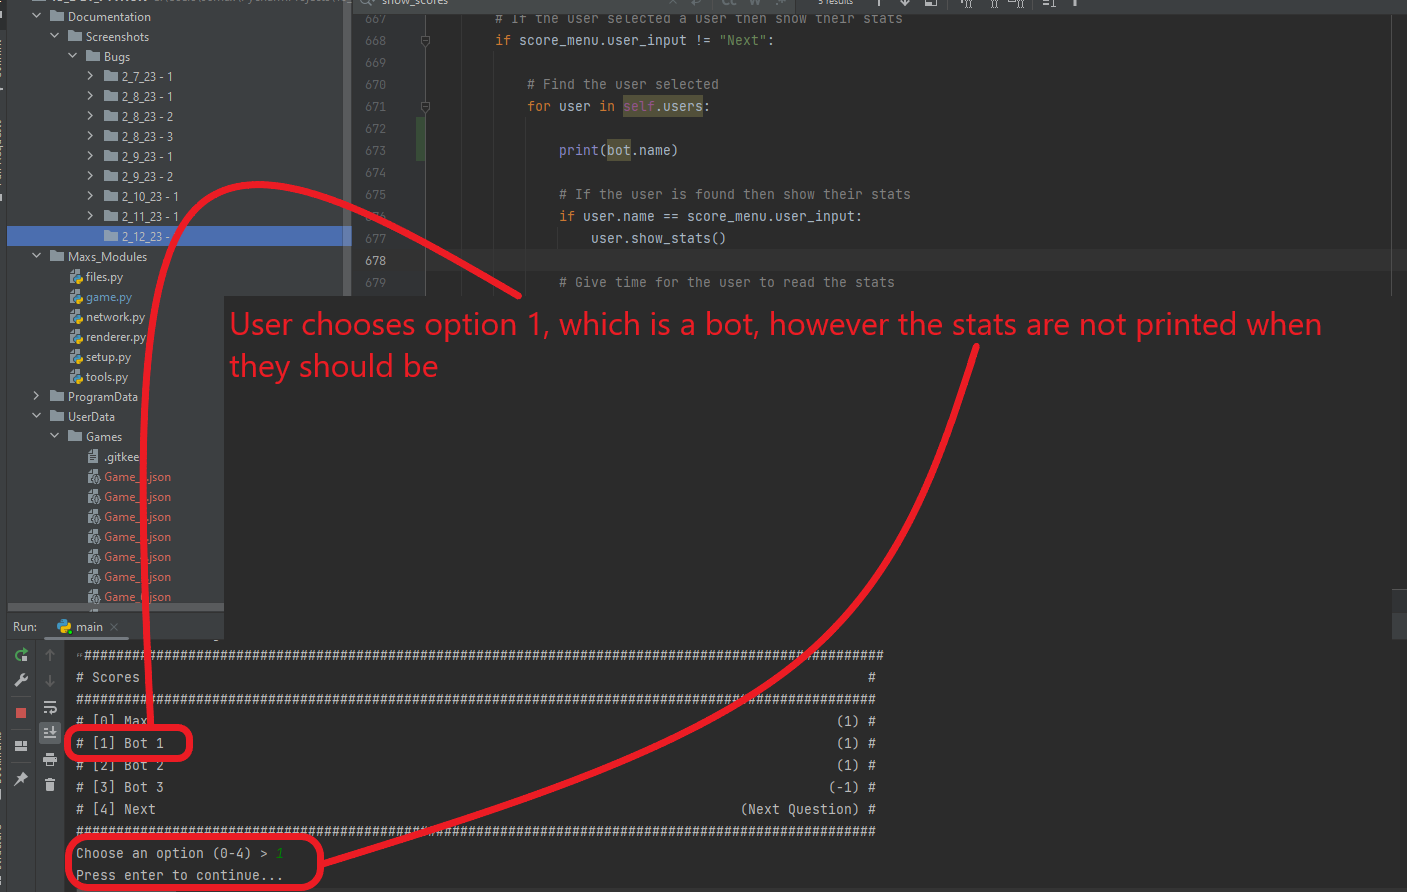 show_scores
5 results
Documentation
Screenshots
Bugs
2_7_23 - 1
2_8_23 - 1
2_8_23 - 2
2_8_23 - 3
2_9_23 - 1
2_9_23 - 2
2_10_23 - 1
2_11_23 - 1
2_12_23 -
Maxs_Modules
files.py
game.py
network.py
renderer.py
setup.py
tools.py
ProgramData
UserData
Games
.gitkee
Game_ .json
Game_ .json
Game_ .json
Game_ .json
Game_ .json
Game_ .json
Game_ .json
667 # If the user selected a user then show their stats
668 if score_menu.user_input != "Next":
669
670 # Find the user selected
671 for user in self.users:
672
673 print(bot.name)
674
675 # If the user is found then show their stats
676 if user.name == score_menu.user_input:
677 user.show_stats()
678
679 # Give time for the user to read the stats
User chooses option 1, which is a bot, however the stats are not printed when
they should be
Run: main
####################################################################################################
# Scores #
####################################################################################################
# [0] Max (1) #
# [1] Bot 1 (1) #
# [2] Bot 2 (1) #
# [3] Bot 3 (-1) #
# [4] Next (Next Question) #
####################################################################################################
Choose an option (0-4) > 1
Press enter to continue...